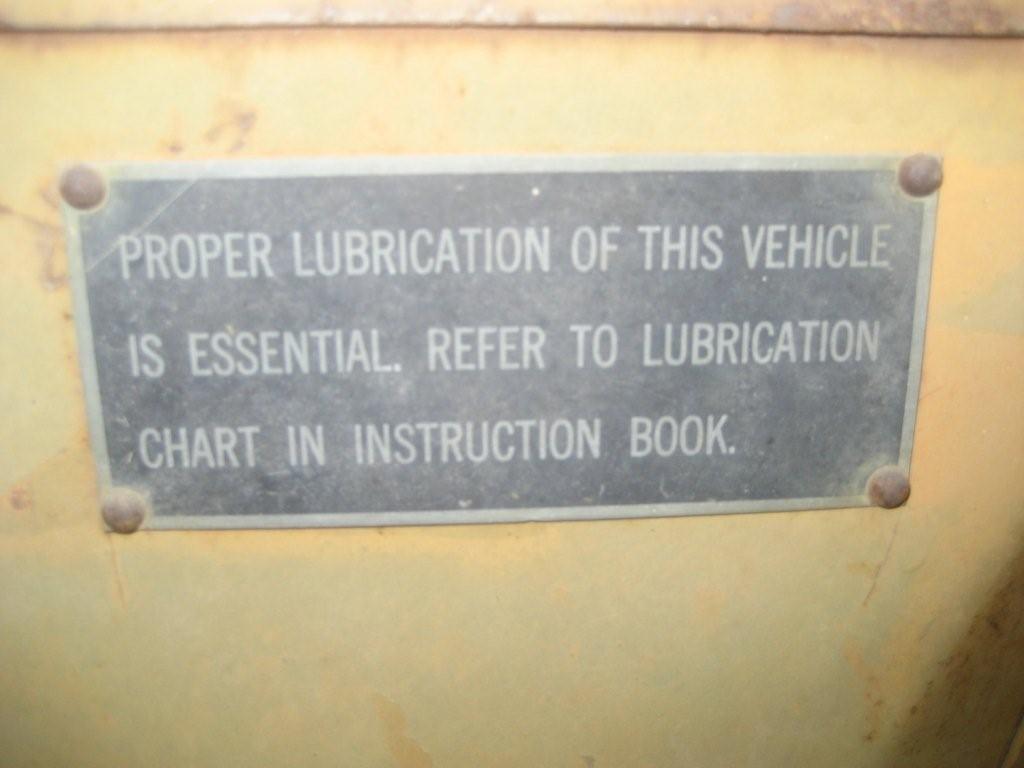 PROPER LUBRICATION OF THIS VEHICLE
IS ESSENTIAL. REFER TO LUBRICATION
CHART IN INSTRUCTION BOOK.